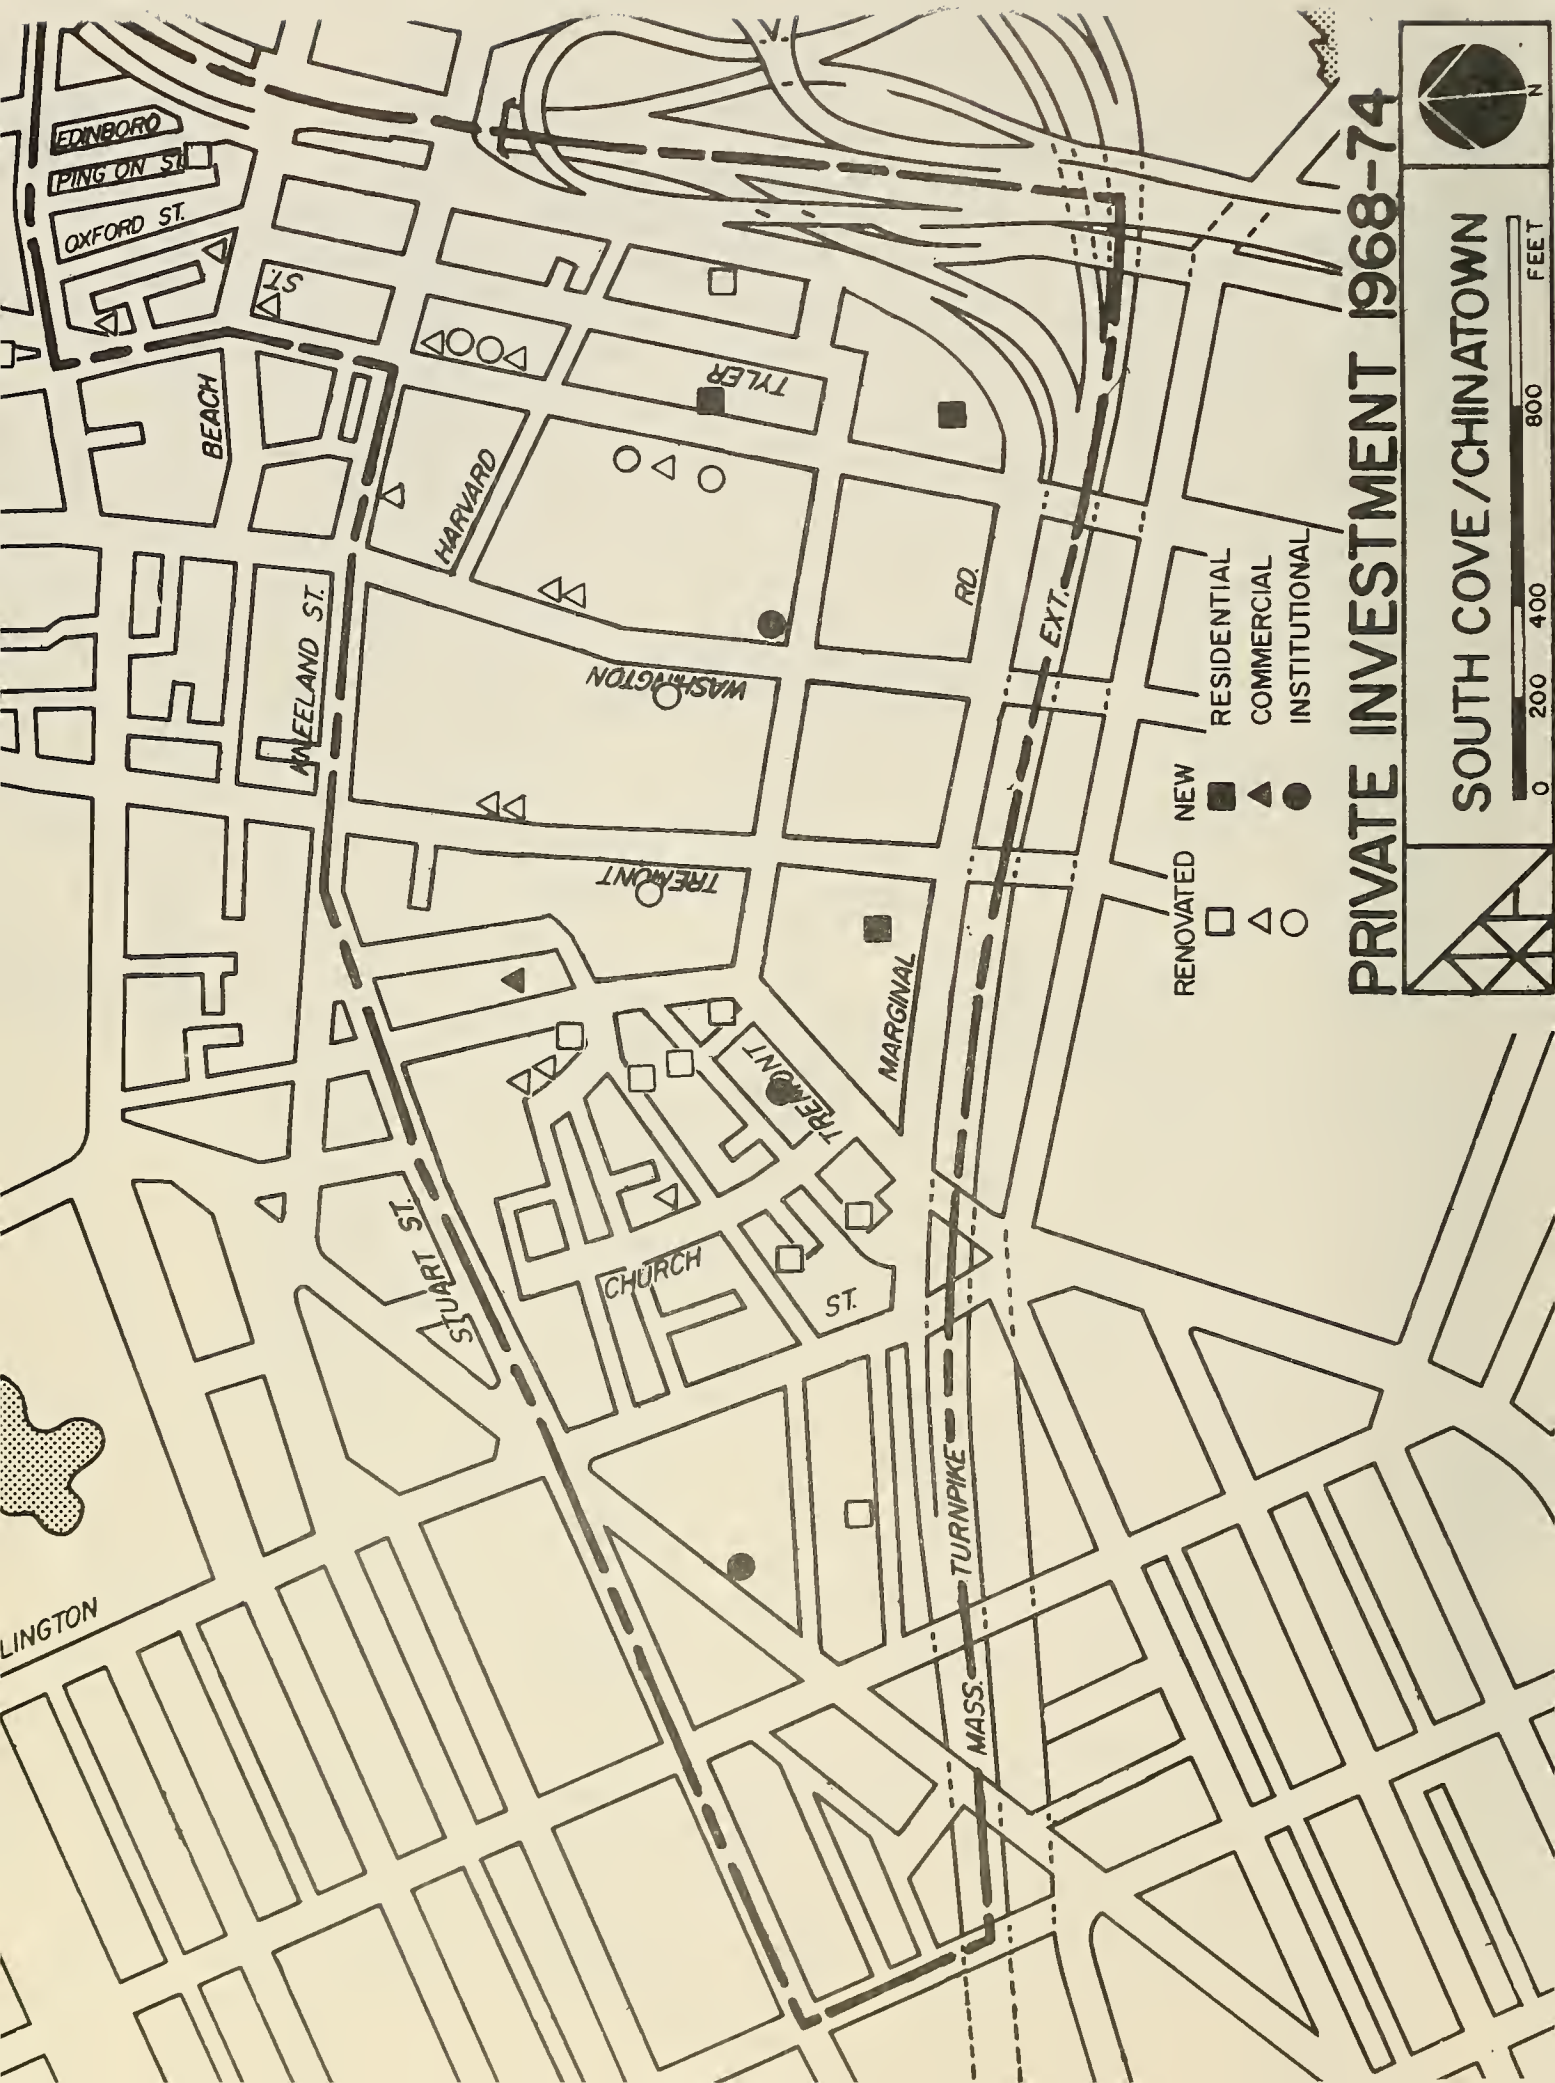 LINGTON
STUART ST.
KNEELAND ST.
BEACH
EDINBORO
PING ON ST.
OXFORD ST.
ST.
HARVARD
TYLER
WASHINGTON
TREMONT
TREMONT
TREMONT
CHURCH
ST.
MARGINAL
RD.
MASS. TURNPIKE EXT.
RENOVATED NEW
RESIDENTIAL
COMMERCIAL
INSTITUTIONAL
PRIVATE INVESTMENT 1968-74
SOUTH COVE/CHINATOWN
0 200 400 800 FEET
N